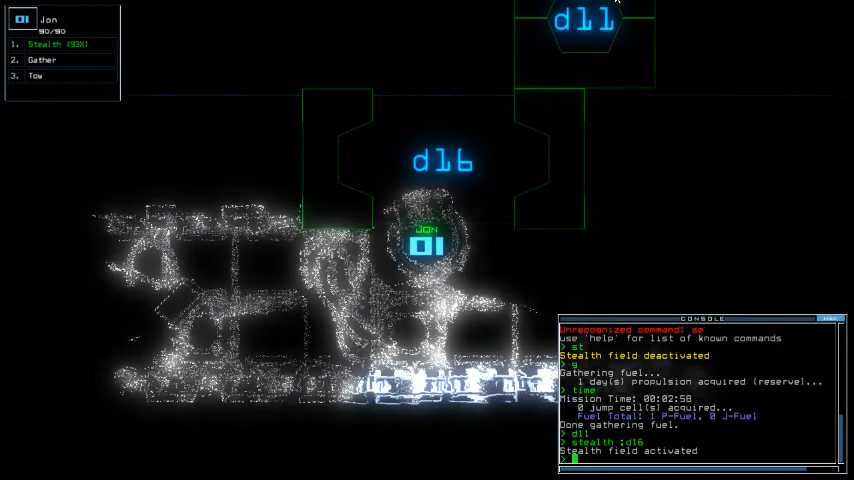 01 Jon
90/90
1. Stealth (93%)
2. Gather
3. Tow
d11
d16
JON
01
CONSOLE
Unrecognized command: se
use 'help' for list of known commands
> st
Stealth field deactivated
> g
Gathering fuel...
1 day(s) propulsion acquired (reserve)...
> time
Mission Time: 00:02:58
0 jump cell(s) acquired...
Fuel Total: 1 P-Fuel, 0 J-Fuel
Done gathering fuel.
> d11
> stealth ;d16
Stealth field activated
>